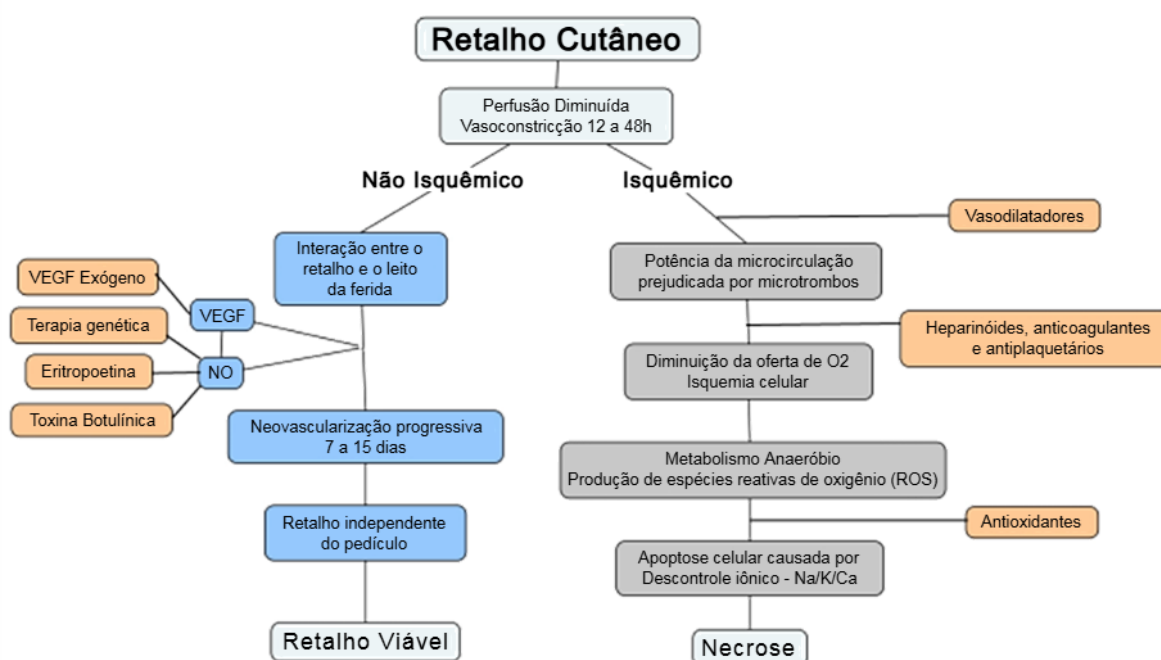 Retalho Cutâneo
Perfusão Diminuída
Vasoconstricção 12 a 48h
Não Isquêmico
Isquêmico
Vasodilatadores
Interação entre o
retalho e o leito
da ferida
Potência da microcirculação
prejudicada por microtrombos
VEGF Exógeno
VEGF
Terapia genética
Heparinóides, anticoagulantes
e antiplaquetários
Eritropoetina
NO
Diminuição da oferta de O2
Isquemia celular
Toxina Botulínica
Neovascularização progressiva
7 a 15 dias
Metabolismo Anaeróbio
Produção de espécies reativas de oxigênio (ROS)
Retalho independente
do pedículo
Antioxidantes
Apoptose celular causada por
Descontrole iônico - Na/K/Ca
Retalho Viável
Necrose